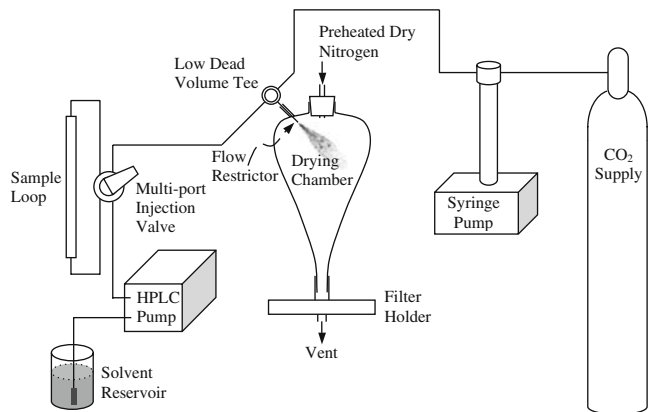 Preheated Dry
Nitrogen
Low Dead
Volume Tee
Flow
Restrictor
Drying
Chamber
CO₂
Supply
Sample
Loop
Multi-port
Injection
Valve
Syringe
Pump
HPLC
Pump
Filter
Holder
Vent
Solvent
Reservoir